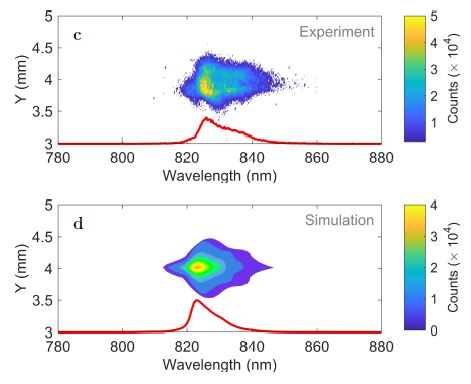 5
c
Experiment
4.5
4
3.5
3
Y (mm)
780 800 820 840 860 880
Wavelength (nm)
5
4
3
2
1
Counts (× 10⁴)
5
d
Simulation
4.5
4
3.5
3
Y (mm)
780 800 820 840 860 880
Wavelength (nm)
4
3
2
1
0
Counts (× 10⁴)